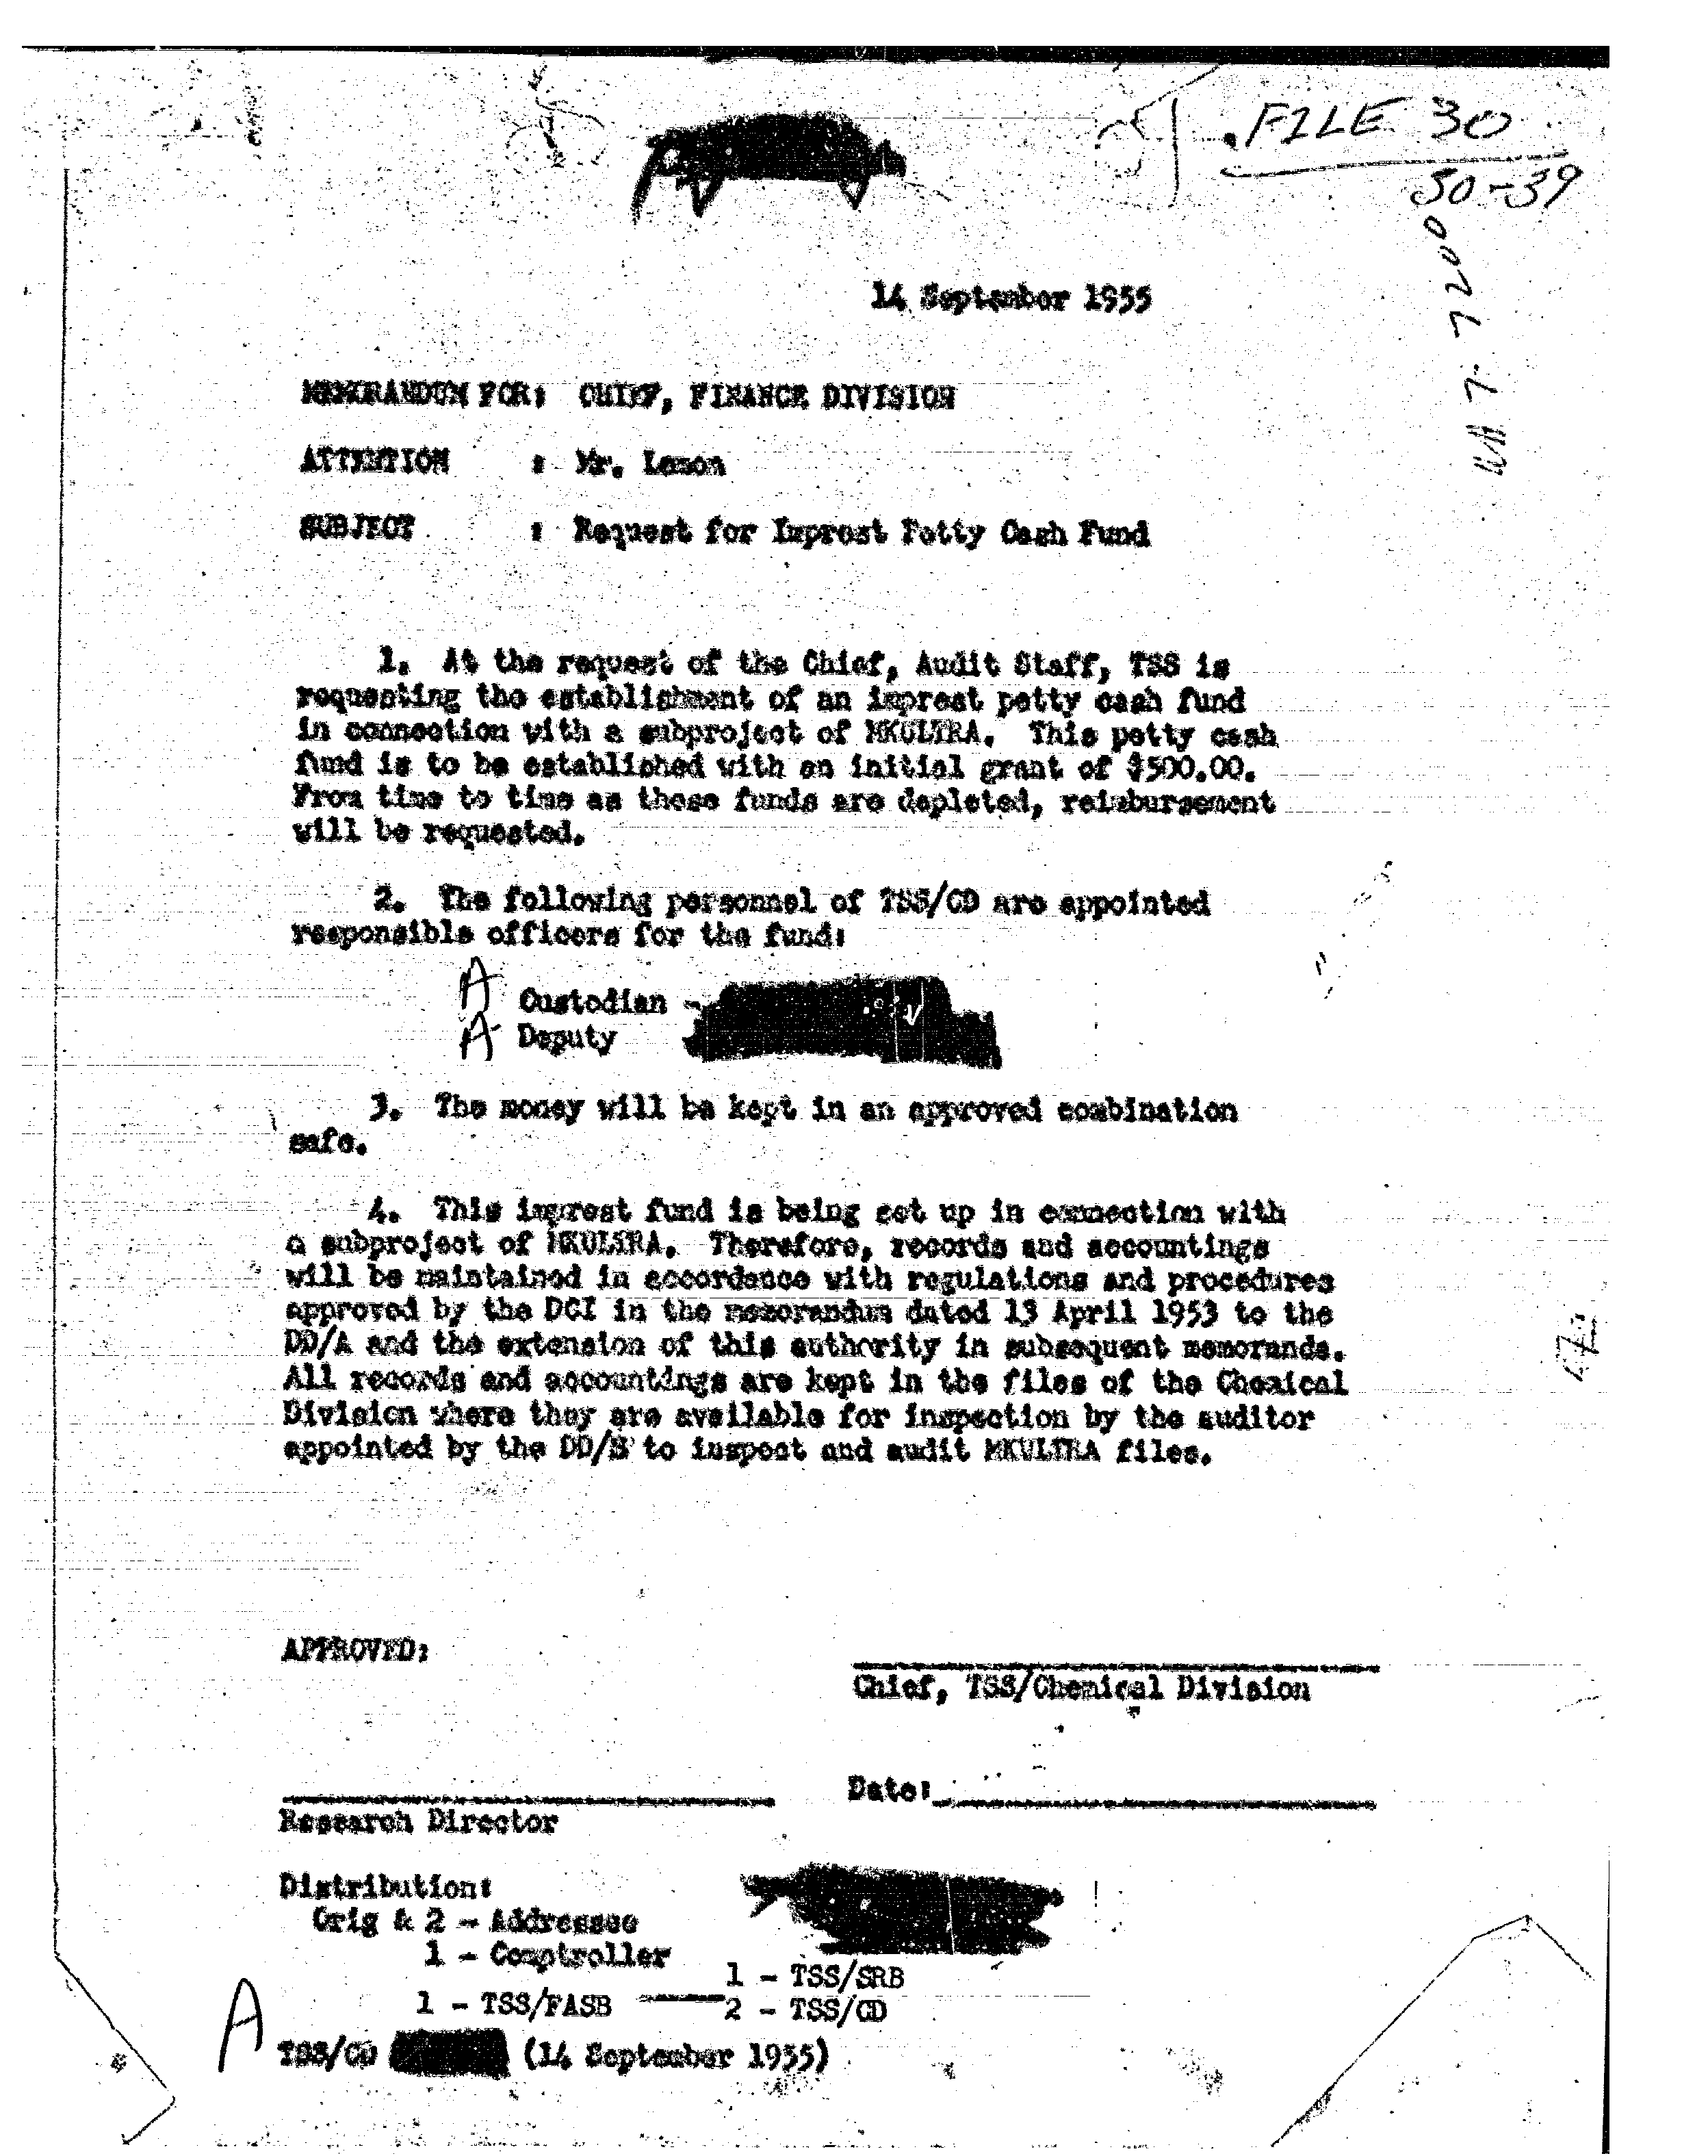 FILE 30
50-39
7200
14 September 1955
MEMORANDUM FOR: CHIEF, FINANCE DIVISION
ATTENTION : Mr. Lemon
SUBJECT : Request for Imprest Petty Cash Fund
1. At the request of the Chief, Audit Staff, TSS is
requesting the establishment of an imprest petty cash fund
in connection with a subproject of MKULTRA. This petty cash
fund is to be established with an initial grant of $500.00.
From time to time as these funds are depleted, reimbursement
will be requested.
2. The following personnel of TSS/CD are appointed
responsible officers for the fund:
A Custodian -
A Deputy
3. The money will be kept in an approved combination
safe.
4. This imprest fund is being set up in connection with
a subproject of MKULTRA. Therefore, records and accountings
will be maintained in accordance with regulations and procedures
approved by the DCI in the memorandum dated 13 April 1953 to the
DD/A and the extension of this authority in subsequent memoranda.
All records and accountings are kept in the files of the Chemical
Division where they are available for inspection by the auditor
appointed by the DD/S to inspect and audit MKULTRA files.
APPROVED:
Chief, TSS/Chemical Division
Date:
Research Director
Distribution:
Orig & 2 - Addressee
1 - Comptroller
1 - TSS/SRB
1 - TSS/FASB
2 - TSS/CD
A
TSS/CD (14 September 1955)